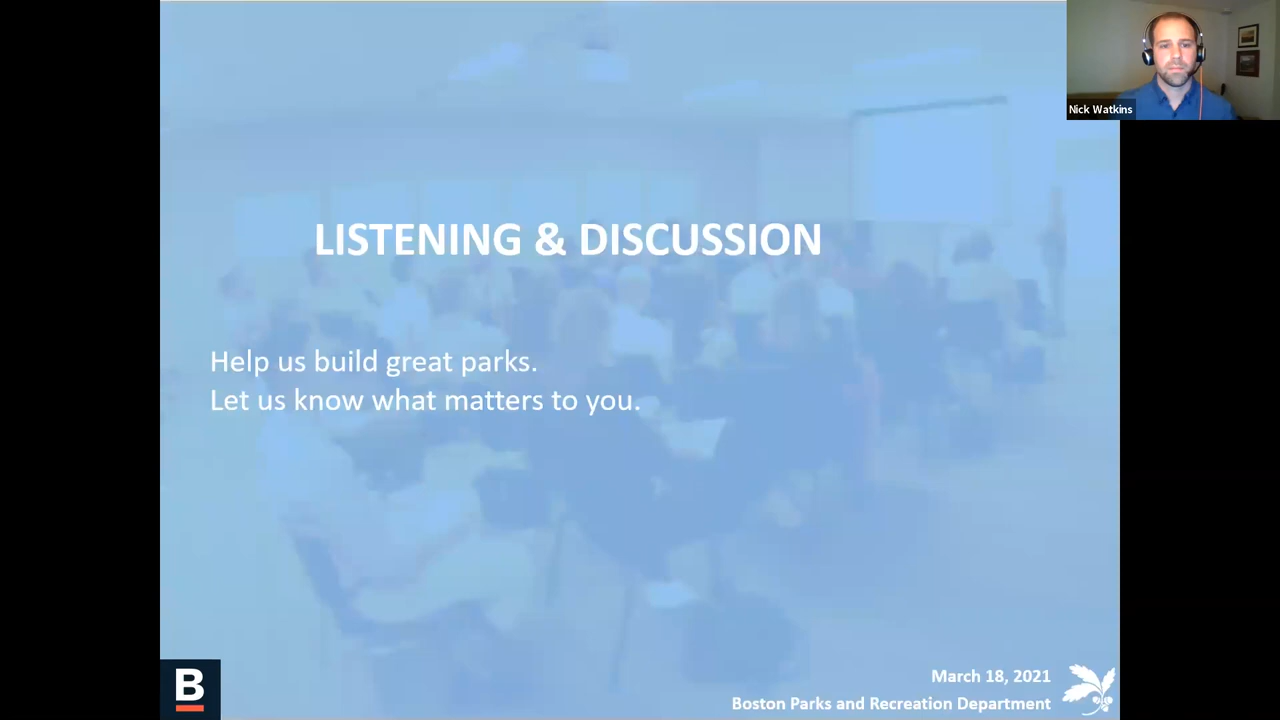 Nick Watkins
LISTENING & DISCUSSION
Help us build great parks.
Let us know what matters to you.
B
March 18, 2021
Boston Parks and Recreation Department